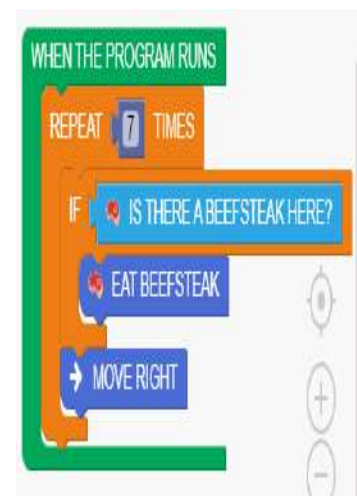 WHEN THE PROGRAM RUNS
REPEAT 7 TIMES
IF IS THERE A BEEFSTEAK HERE?
EAT BEEFSTEAK
MOVE RIGHT